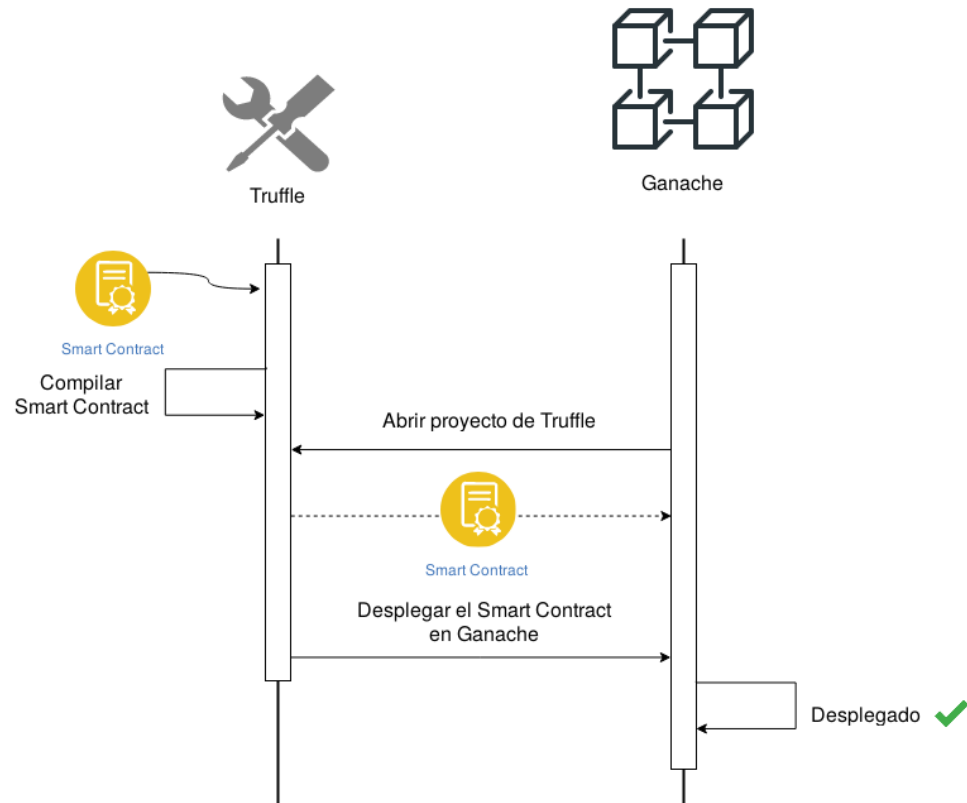 Ganache
Truffle
Smart Contract
Compilar
Smart Contract
Abrir proyecto de Truffle
Smart Contract
Desplegar el Smart Contract
en Ganache
Desplegado